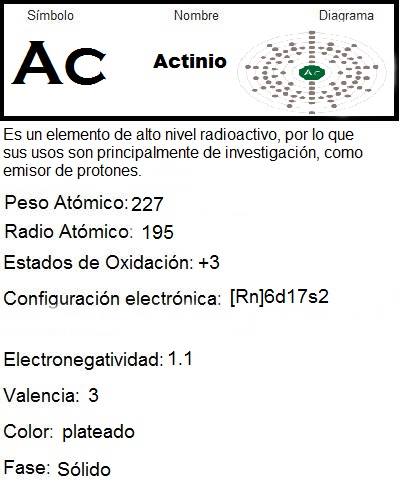 Símbolo Nombre Diagrama
Ac Actinio Ac
Es un elemento de alto nivel radioactivo, por lo que
sus usos son principalmente de investigación, como
emisor de protones.
Peso Atómico: 227
Radio Atómico: 195
Estados de Oxidación: +3
Configuración electrónica: [Rn]6d17s2
Electronegatividad: 1.1
Valencia: 3
Color: plateado
Fase: Sólido